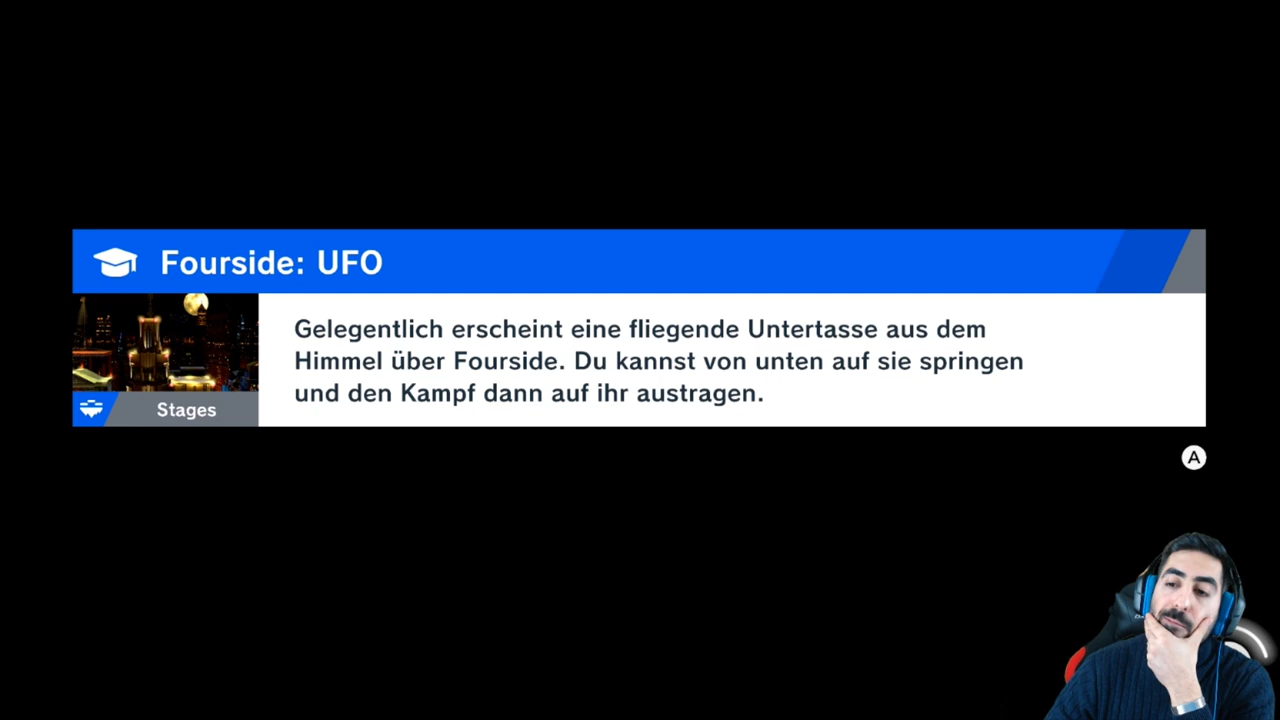 Fourside: UFO
Gelegentlich erscheint eine fliegende Untertasse aus dem
Himmel über Fourside. Du kannst von unten auf sie springen
und den Kampf dann auf ihr austragen.
Stages
A